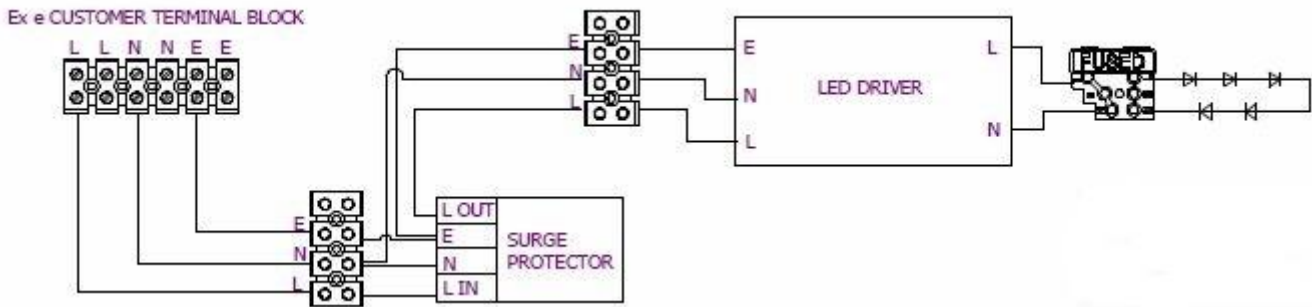 Ex e CUSTOMER TERMINAL BLOCK
L L N N E E
E
N
L
E
N
L
LED DRIVER
L
N
FUSED
E
N
L
L OUT
E
N
L IN
SURGE
PROTECTOR